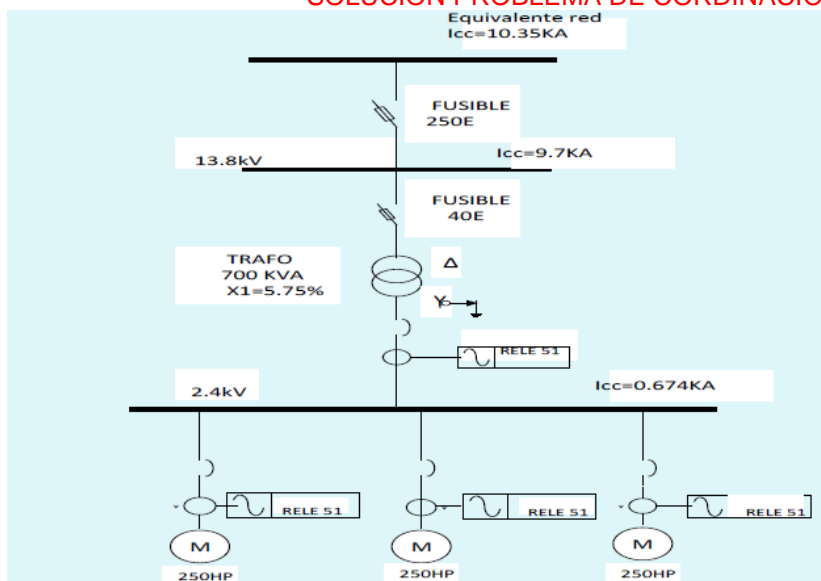 Equivalente red
Icc=10.35KA
FUSIBLE
250E
13.8kV
Icc=9.7KA
FUSIBLE
40E
TRAFO
700 KVA
X1=5.75%
Δ
Y
RELE 51
2.4kV
Icc=0.674KA
RELE 51
RELE 51
RELE 51
M
M
M
250HP
250HP
250HP